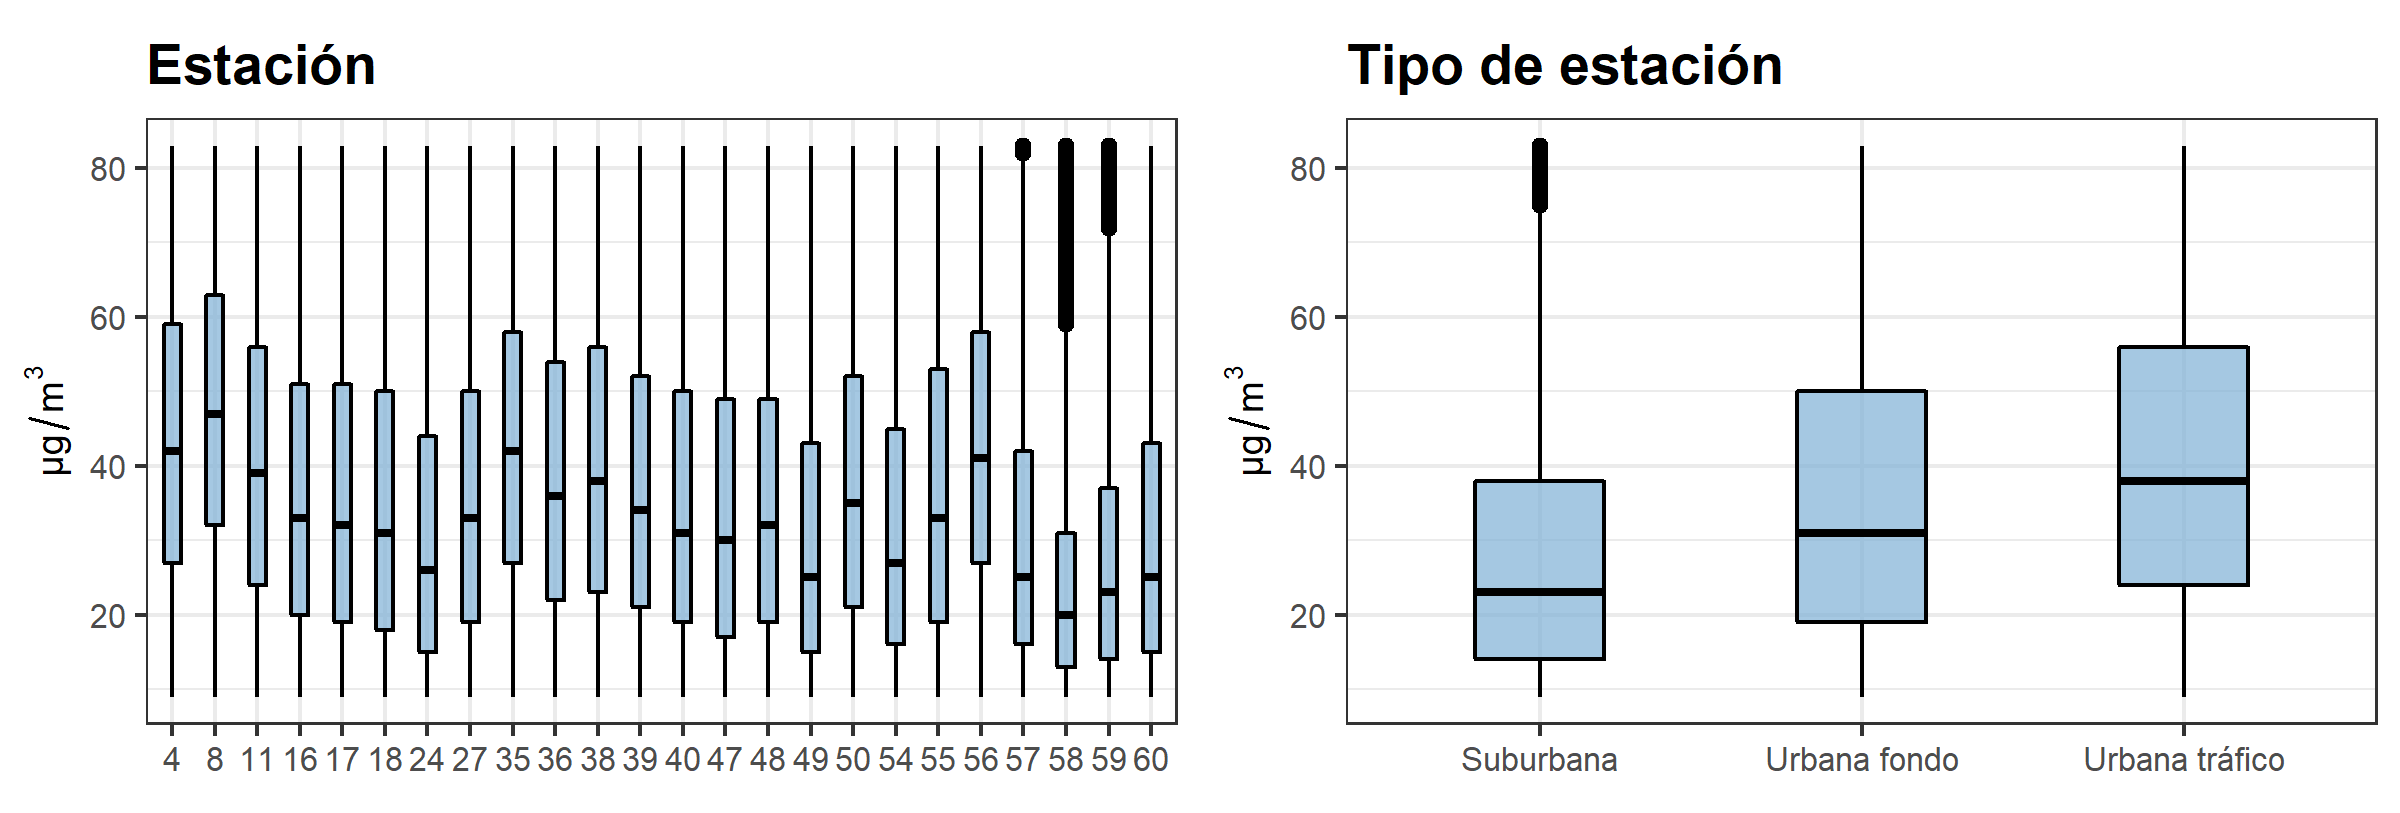 Estación
µg/m³
80
60
40
20
4 8 11 16 17 18 24 27 35 36 38 39 40 47 48 49 50 54 55 56 57 58 59 60
Tipo de estación
µg/m³
80
60
40
20
Suburbana Urbana fondo Urbana tráfico